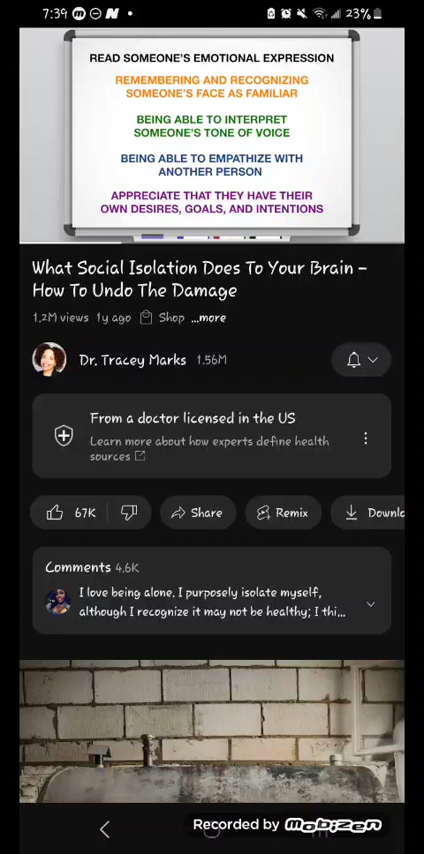 7:39
N
23%
READ SOMEONE'S EMOTIONAL EXPRESSION
REMEMBERING AND RECOGNIZING
SOMEONE'S FACE AS FAMILIAR
BEING ABLE TO INTERPRET
SOMEONE'S TONE OF VOICE
BEING ABLE TO EMPATHIZE WITH
ANOTHER PERSON
APPRECIATE THAT THEY HAVE THEIR
OWN DESIRES, GOALS, AND INTENTIONS
What Social Isolation Does To Your Brain –
How To Undo The Damage
1.2M views 1y ago Shop ...more
Dr. Tracey Marks 1.56M
From a doctor licensed in the US
Learn more about how experts define health
sources
67K Share Remix Downlo
Comments 4.6K
I love being alone. I purposely isolate myself,
although I recognize it may not be healthy; I thi...
Recorded by mobizen